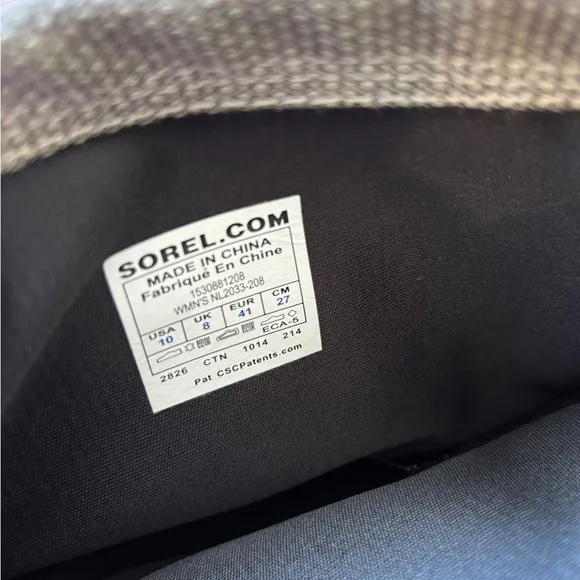 SOREL.COM
MADE IN CHINA
Fabriqué En Chine
1530881208
WMN'S NL2033-208
USA UK EUR CM
10 8 41 27
ECA-5
2826 CTN 1014 214
Pat CSCPatents.com